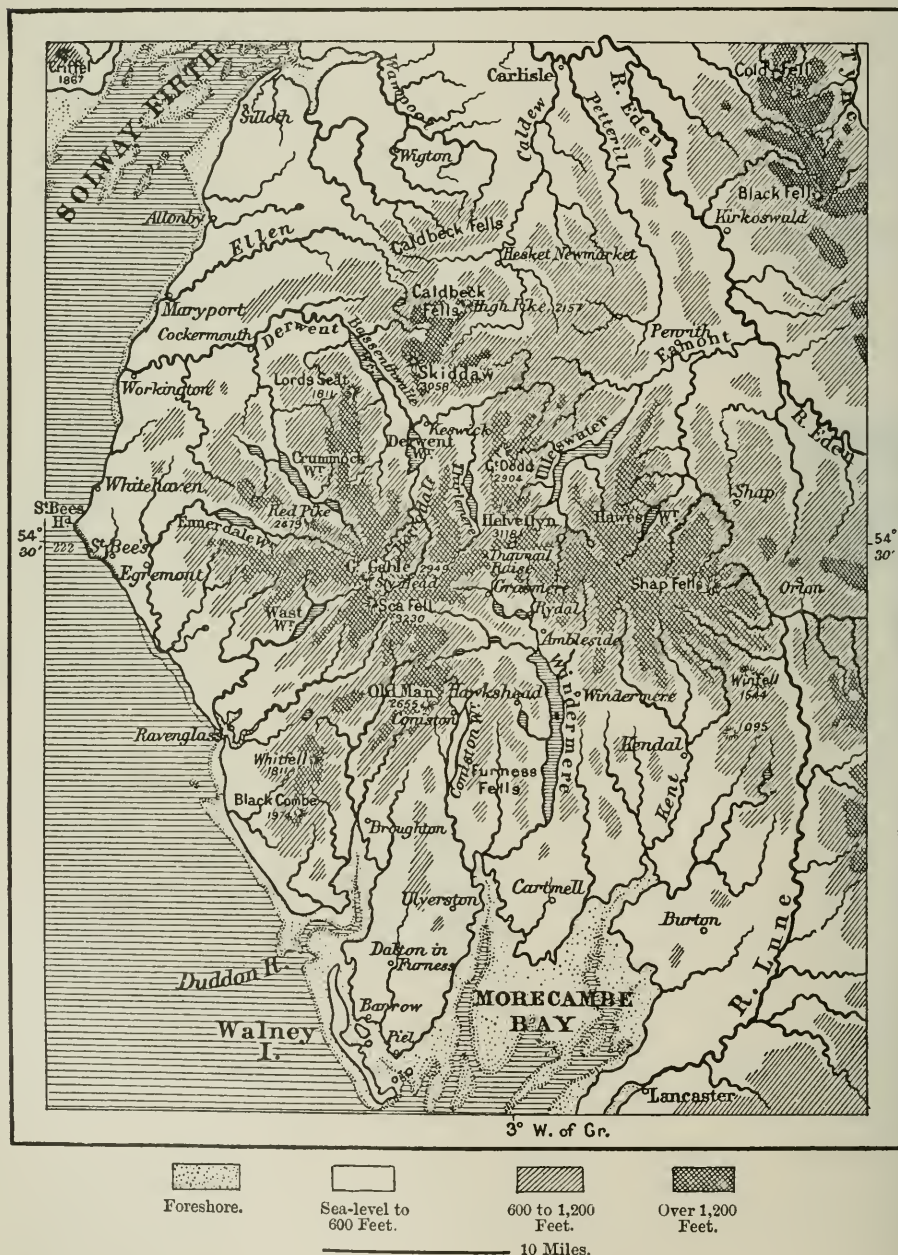 Criffel
1867
SOLWAY FIRTH
Silloth
Wampool
Carlisle
R. Eden
Petterill
Caldew
Cold fell
Tyne
Wigton
Black Fell
Kirkoswald
Allonby
Ellen
Caldbeck Fells
Hesket Newmarket
Caldbeck
Fells
High Pike 2157
Maryport
Cockermouth
Derwent
Bassenthwaite
Penrith
Eamont
Skiddaw
3058
Workington
Lords Seat
1811
Keswick
Derwent
Wr.
Ulleswater
R. Eden
Crummock
Wr.
Thirlemere
Gt. Dodd
2904
Whitehaven
Shap
Red Pike
2679
Borrowdale
Helvellyn
3118
Hawes Wr.
St. Bees
Hd.
Ennerdale Wr.
54°
30'
222
St. Bees
Dunmail
Raise
54°
30'
Egremont
G. Gable 2949
Sty Head
Grasmere
Shap Fells
Orton
Wast
Wr.
Sca Fell
3230
Rydal
Ambleside
Old Man
2655
Hawkshead
Windermere
Windermere
Winfell
1544
Coniston
1095
Ravenglass
Whitfell
1811
Coniston Wr.
Furness
Fells
Kendal
Kent
Black Combe
1974
Broughton
Ulverston
Cartmell
Burton
R. Lune
Dalton in
Furness
Duddon R.
MORECAMBE
BAY
Barrow
Walney
I.
Piel
Lancaster
3° W. of Gr.
Foreshore.
Sea-level to
600 Feet.
600 to 1,200
Feet.
Over 1,200
Feet.
10 Miles.